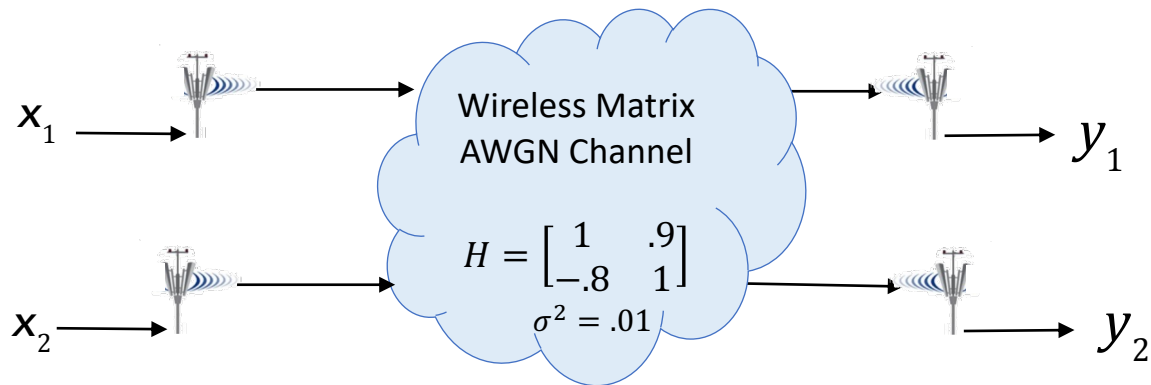 x₁
Wireless Matrix
AWGN Channel
y₁
H = [1 .9
-.8 1]
σ² = .01
x₂
y₂